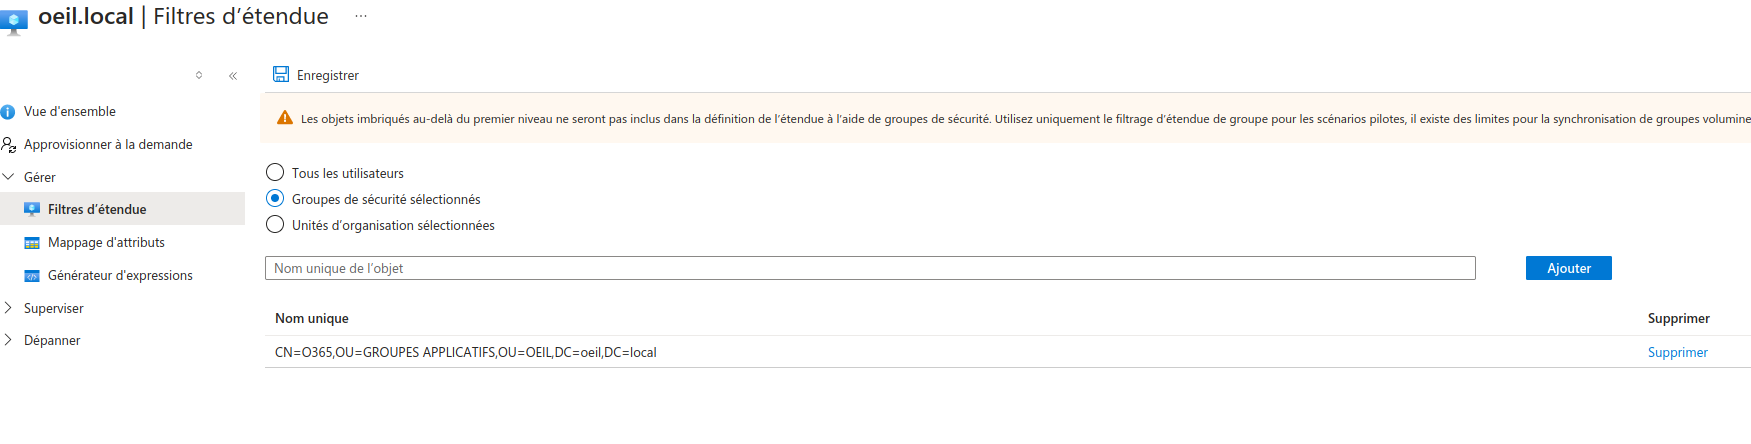 oeil.local | Filtres d’étendue ...
Enregistrer
Vue d'ensemble
Les objets imbriqués au-delà du premier niveau ne seront pas inclus dans la définition de l’étendue à l’aide de groupes de sécurité. Utilisez uniquement le filtrage d’étendue de groupe pour les scénarios pilotes, il existe des limites pour la synchronisation de groupes volumine
Approvisionner à la demande
Gérer
Tous les utilisateurs
Groupes de sécurité sélectionnés
Filtres d’étendue
Unités d’organisation sélectionnées
Mappage d'attributs
Nom unique de l’objet
Ajouter
Générateur d'expressions
Superviser
Nom unique Supprimer
Dépanner
CN=O365,OU=GROUPES APPLICATIFS,OU=OEIL,DC=oeil,DC=local Supprimer